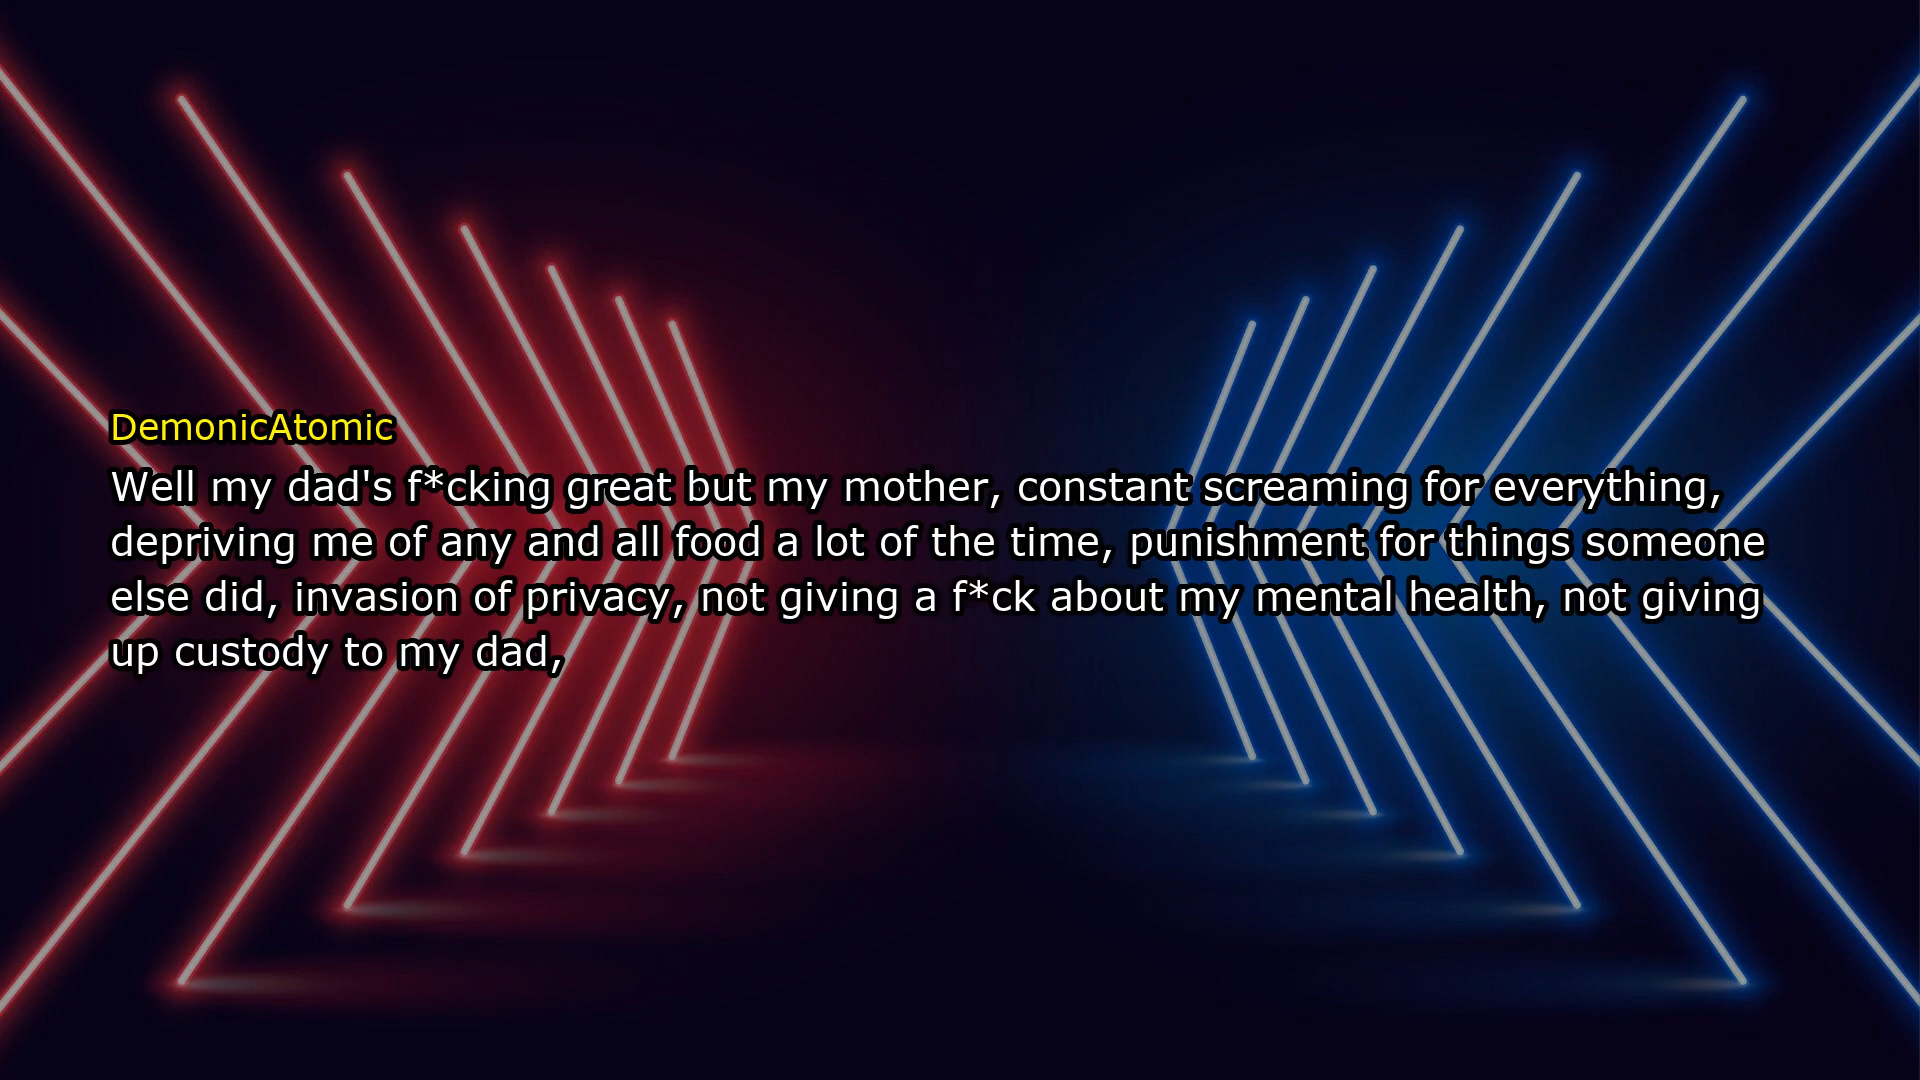 DemonicAtomic
Well my dad's f*cking great but my mother, constant screaming for everything,
depriving me of any and all food a lot of the time, punishment for things someone
else did, invasion of privacy, not giving a f*ck about my mental health, not giving
up custody to my dad,